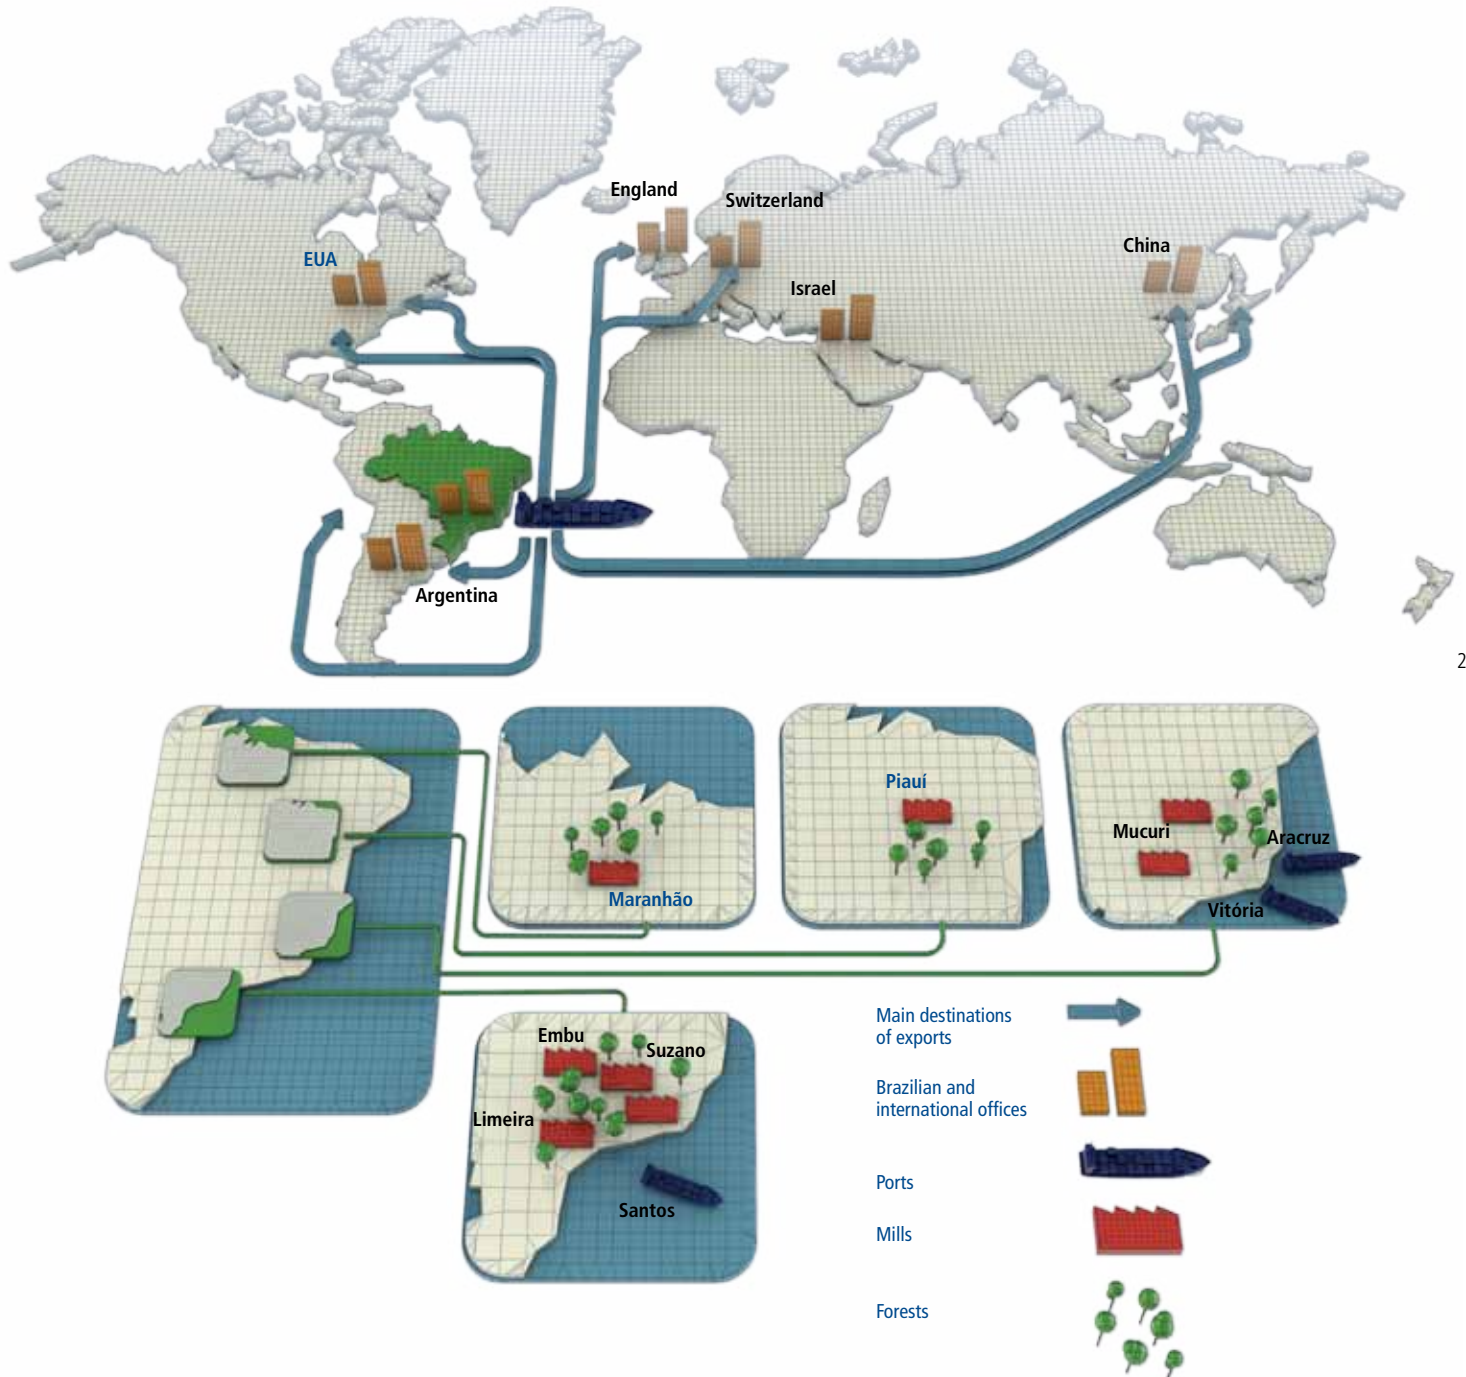 England
Switzerland
EUA
China
Israel
Argentina
2
Piauí
Mucuri
Aracruz
Maranhão
Vitória
Main destinations
of exports
Embu
Suzano
Brazilian and
international offices
Limeira
Ports
Santos
Mills
Forests